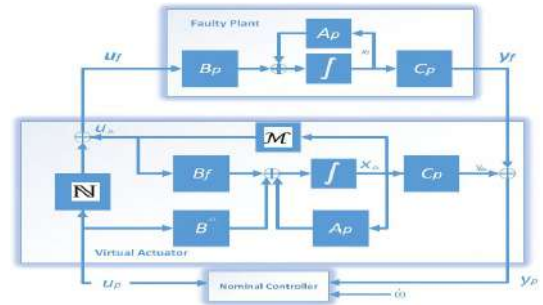 Faulty Plant
Ap
uf
Bp
∫
Cp
yf
M
N
Bf
∫
X
Cp
B
Ap
Virtual Actuator
up
Nominal Controller
yp
ω